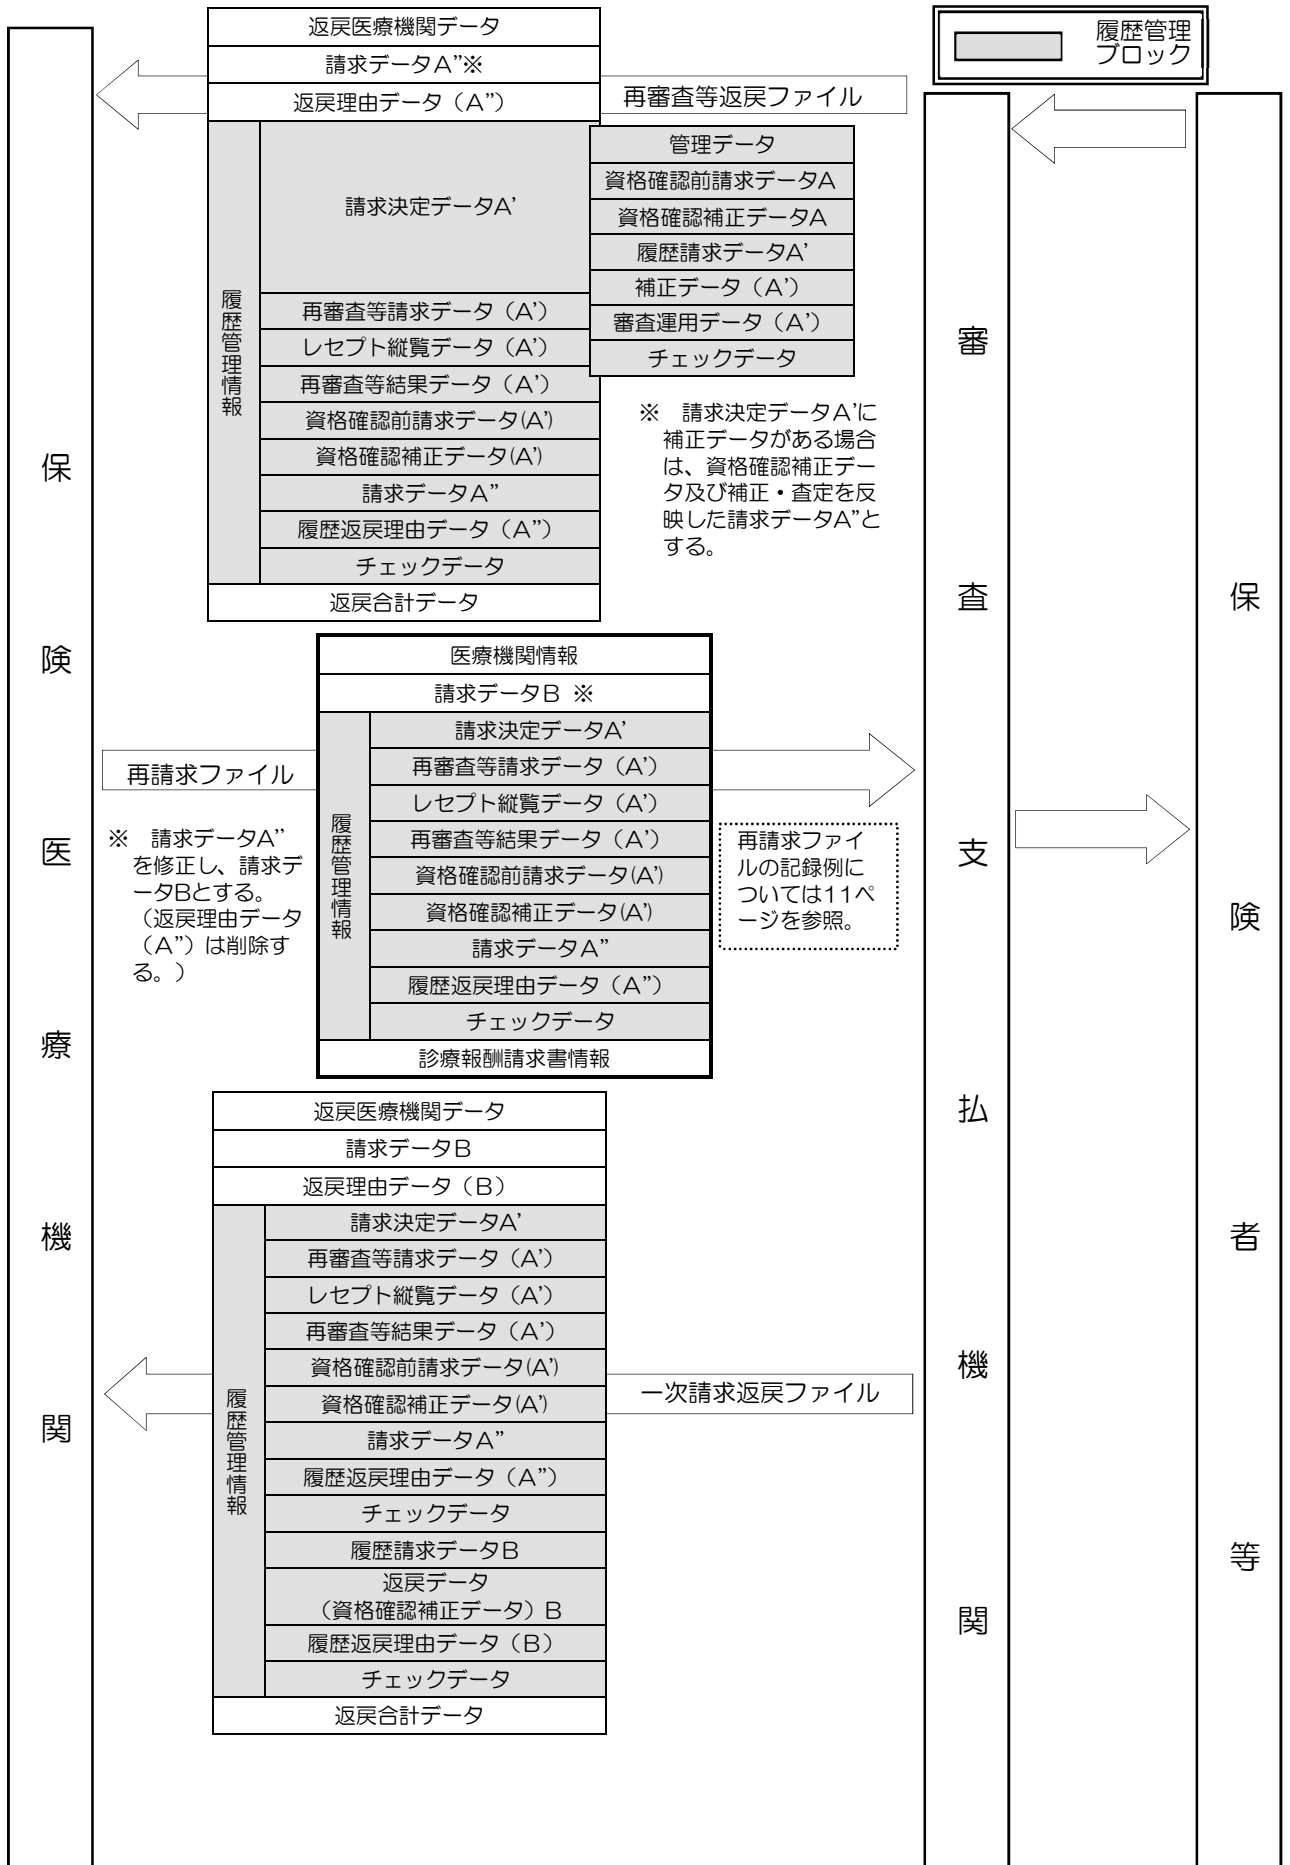 返戻医療機関データ
請求データA”※
返戻理由データ（A”）
再審査等返戻ファイル
履歴管理
ブロック
履歴管理情報
請求決定データA’
管理データ
資格確認前請求データA
資格確認補正データA
履歴請求データA’
補正データ（A’）
審査運用データ（A’）
チェックデータ
再審査等請求データ（A’）
レセプト縦覧データ（A’）
再審査等結果データ（A’）
資格確認前請求データ(A’)
資格確認補正データ(A’)
請求データA”
履歴返戻理由データ（A”）
チェックデータ
返戻合計データ
※　請求決定データA’に
補正データがある場合
は、資格確認補正デー
タ及び補正・査定を反
映した請求データA”と
する。
医療機関情報
請求データB ※
履歴管理情報
請求決定データA’
再審査等請求データ（A’）
レセプト縦覧データ（A’）
再審査等結果データ（A’）
資格確認前請求データ(A’)
資格確認補正データ(A’)
請求データA”
履歴返戻理由データ（A”）
チェックデータ
診療報酬請求書情報
再請求ファイル
※　請求データA’’
を修正し、請求デ
ータBとする。
（返戻理由データ
（A”）は削除す
る。）
再請求ファイ
ルの記録例に
ついては11ペ
ージを参照。
返戻医療機関データ
請求データB
返戻理由データ（B）
履歴管理情報
請求決定データA’
再審査等請求データ（A’）
レセプト縦覧データ（A’）
再審査等結果データ（A’）
資格確認前請求データ(A’)
資格確認補正データ(A’)
請求データA”
履歴返戻理由データ（A”）
チェックデータ
履歴請求データB
返戻データ
（資格確認補正データ）B
履歴返戻理由データ（B）
チェックデータ
返戻合計データ
一次請求返戻ファイル
保険医療機関
審査支払機関
保険者等